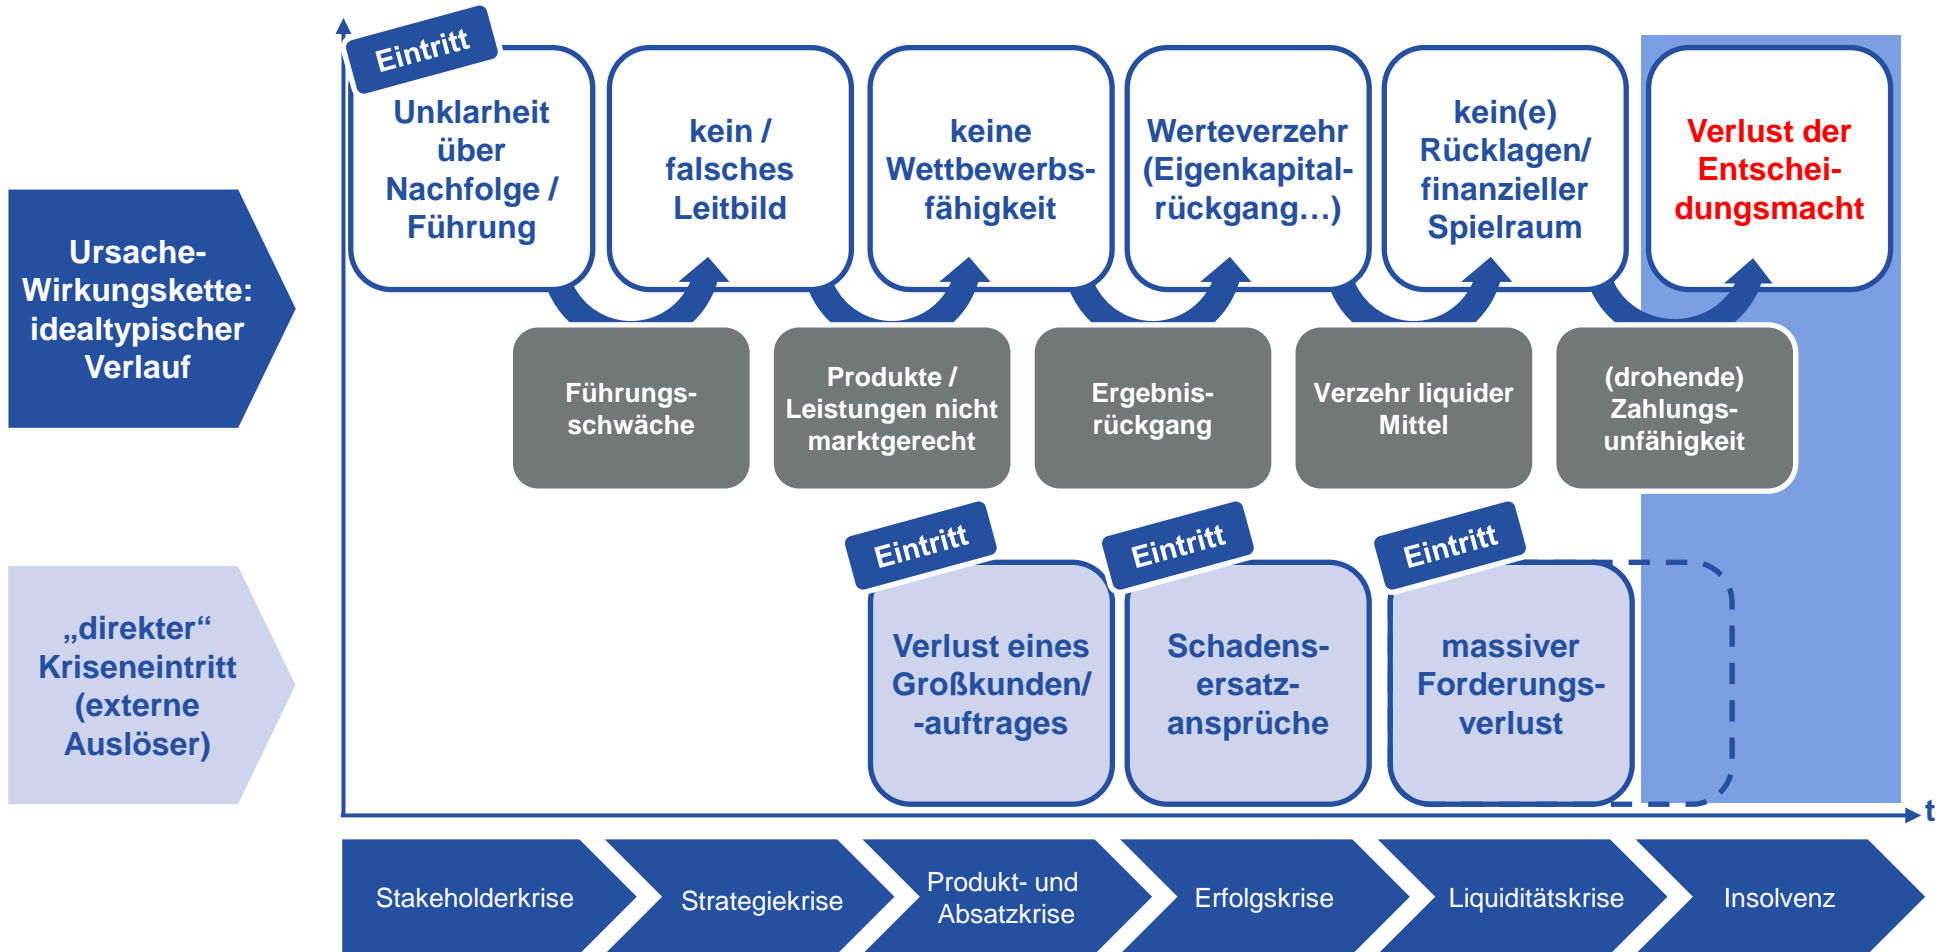 Eintritt
Unklarheit
über
Nachfolge /
Führung
kein /
falsches
Leitbild
keine
Wettbewerbs-
fähigkeit
Werteverzehr
(Eigenkapital-
rückgang…)
kein(e)
Rücklagen/
finanzieller
Spielraum
Verlust der
Entschei-
dungsmacht
Ursache-
Wirkungskette:
idealtypischer
Verlauf
Führungs-
schwäche
Produkte /
Leistungen nicht
marktgerecht
Ergebnis-
rückgang
Verzehr liquider
Mittel
(drohende)
Zahlungs-
unfähigkeit
„direkter“
Kriseneintritt
(externe
Auslöser)
Eintritt
Verlust eines
Großkunden/
-auftrages
Eintritt
Schadens-
ersatz-
ansprüche
Eintritt
massiver
Forderungs-
verlust
t
Stakeholderkrise
Strategiekrise
Produkt- und
Absatzkrise
Erfolgskrise
Liquiditätskrise
Insolvenz